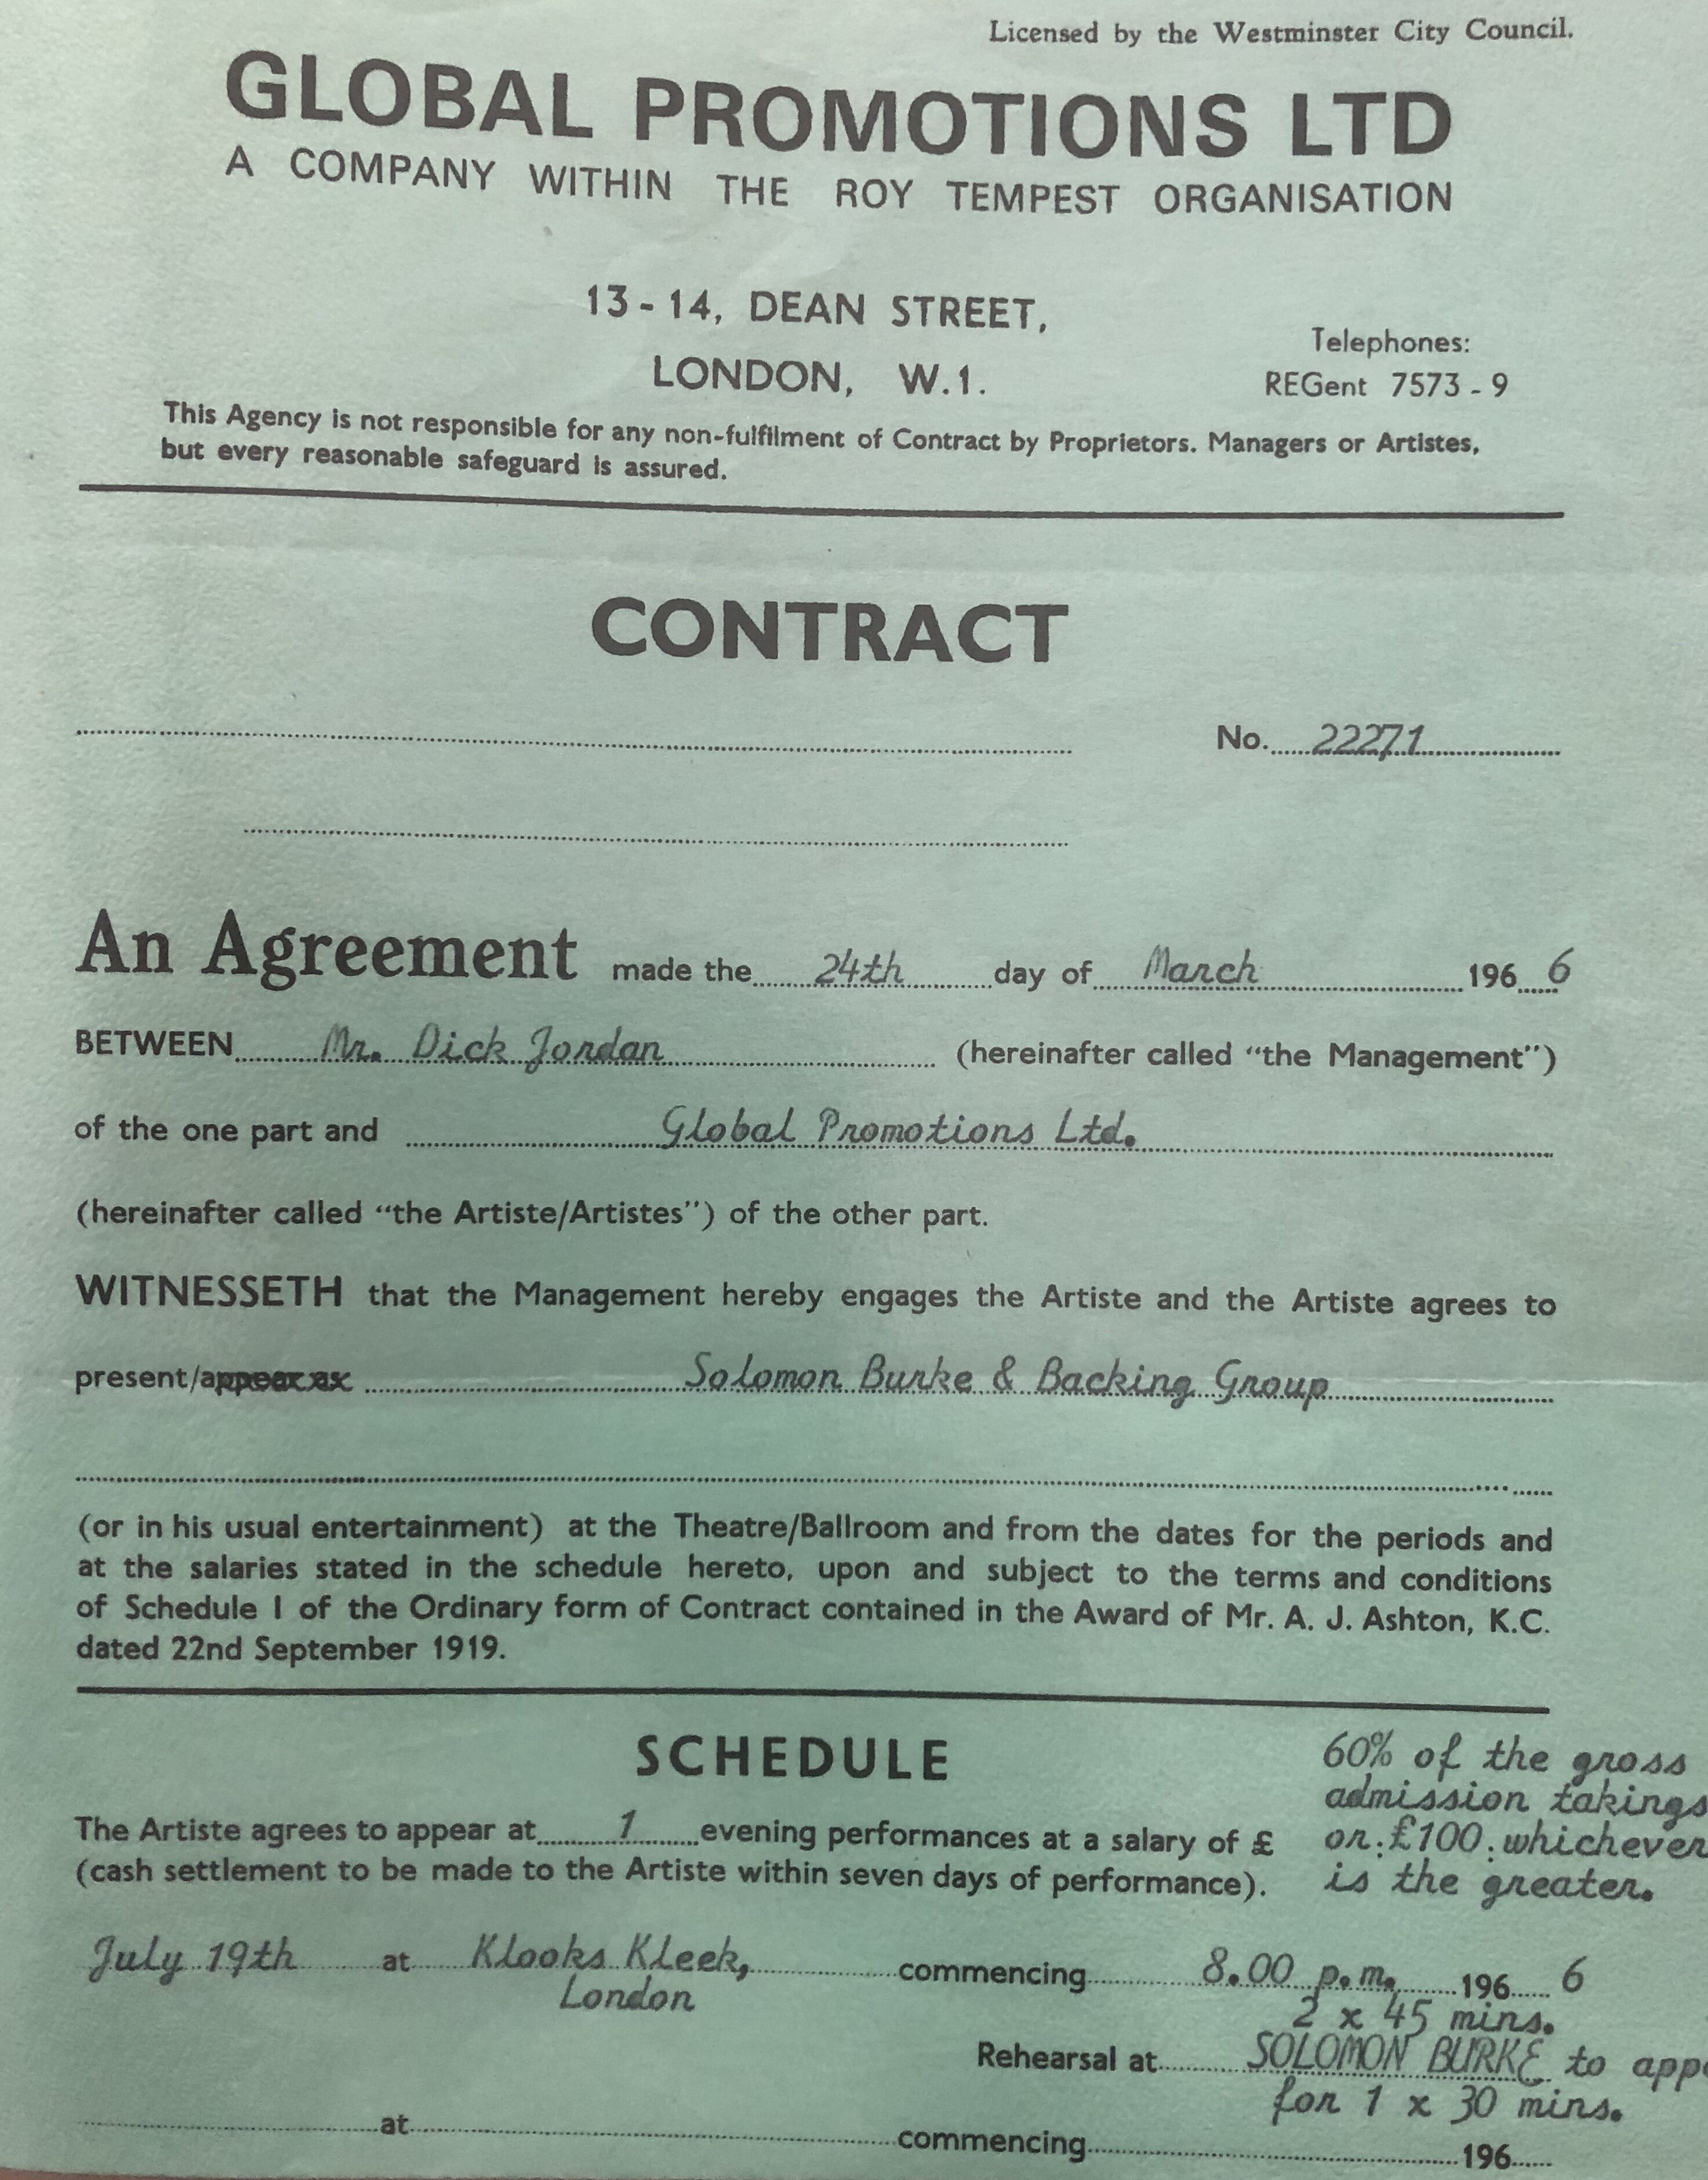 Licensed by the Westminster City Council.
GLOBAL PROMOTIONS LTD
A COMPANY WITHIN THE ROY TEMPEST ORGANISATION
13 - 14, DEAN STREET,
LONDON, W.1.
Telephones:
REGent 7573 - 9
This Agency is not responsible for any non-fulfilment of Contract by Proprietors. Managers or Artistes,
but every reasonable safeguard is assured.
CONTRACT
No. 22271
An Agreement made the 24th day of March 196 6
BETWEEN Mr. Dick Jordan (hereinafter called "the Management")
of the one part and Global Promotions Ltd.
(hereinafter called "the Artiste/Artistes") of the other part.
WITNESSETH that the Management hereby engages the Artiste and the Artiste agrees to
present/appear as Solomon Burke & Backing Group
(or in his usual entertainment) at the Theatre/Ballroom and from the dates for the periods and
at the salaries stated in the schedule hereto, upon and subject to the terms and conditions
of Schedule I of the Ordinary form of Contract contained in the Award of Mr. A. J. Ashton, K.C.
dated 22nd September 1919.
SCHEDULE
The Artiste agrees to appear at 1 evening performances at a salary of £
(cash settlement to be made to the Artiste within seven days of performance).
60% of the gross
admission takings
or £100 whichever
is the greater.
July 19th at Klooks Kleek, commencing 8.00 p.m. 196 6
London
2 x 45 mins.
Rehearsal at SOLOMON BURKE to app
for 1 x 30 mins.
at commencing 196